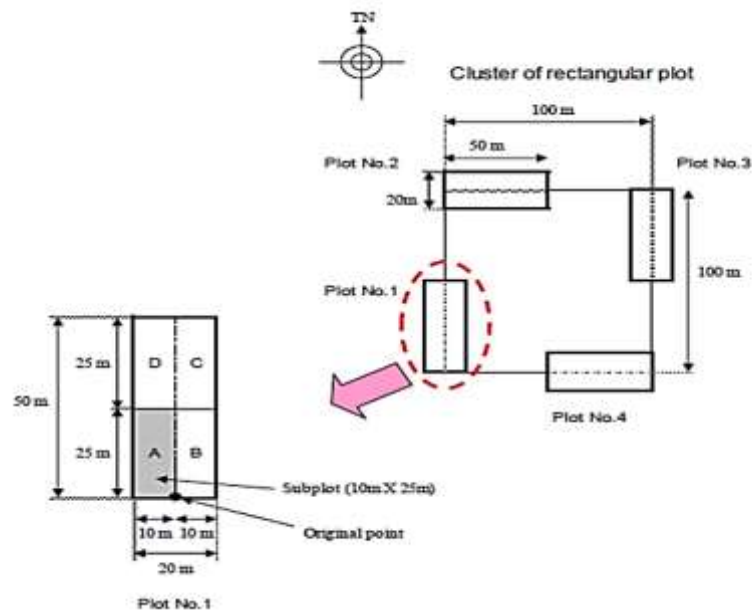 TN
Cluster of rectangular plot
100 m
50 m
Plot No.2
Plot No.3
20m
Plot No.1
100 m
25 m
D
C
50 m
25 m
A
B
Plot No.4
Subplot (10m X 25m)
10 m
10 m
Original point
20 m
Plot No.1